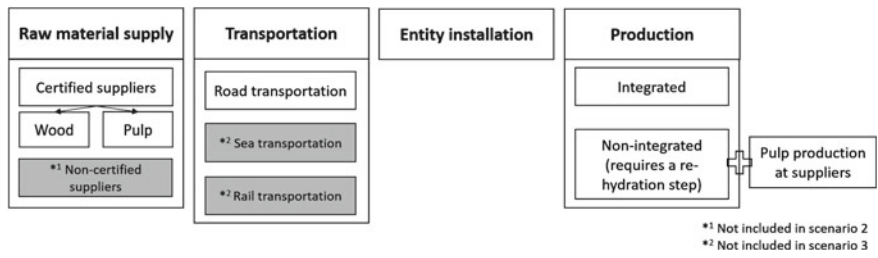 Raw material supply
Transportation
Entity installation
Production
Certified suppliers
Wood
Pulp
*1 Non-certified
suppliers
Road transportation
*2 Sea transportation
*2 Rail transportation
Integrated
Non-integrated
(requires a re-
hydration step)
Pulp production
at suppliers
*1 Not included in scenario 2
*2 Not included in scenario 3